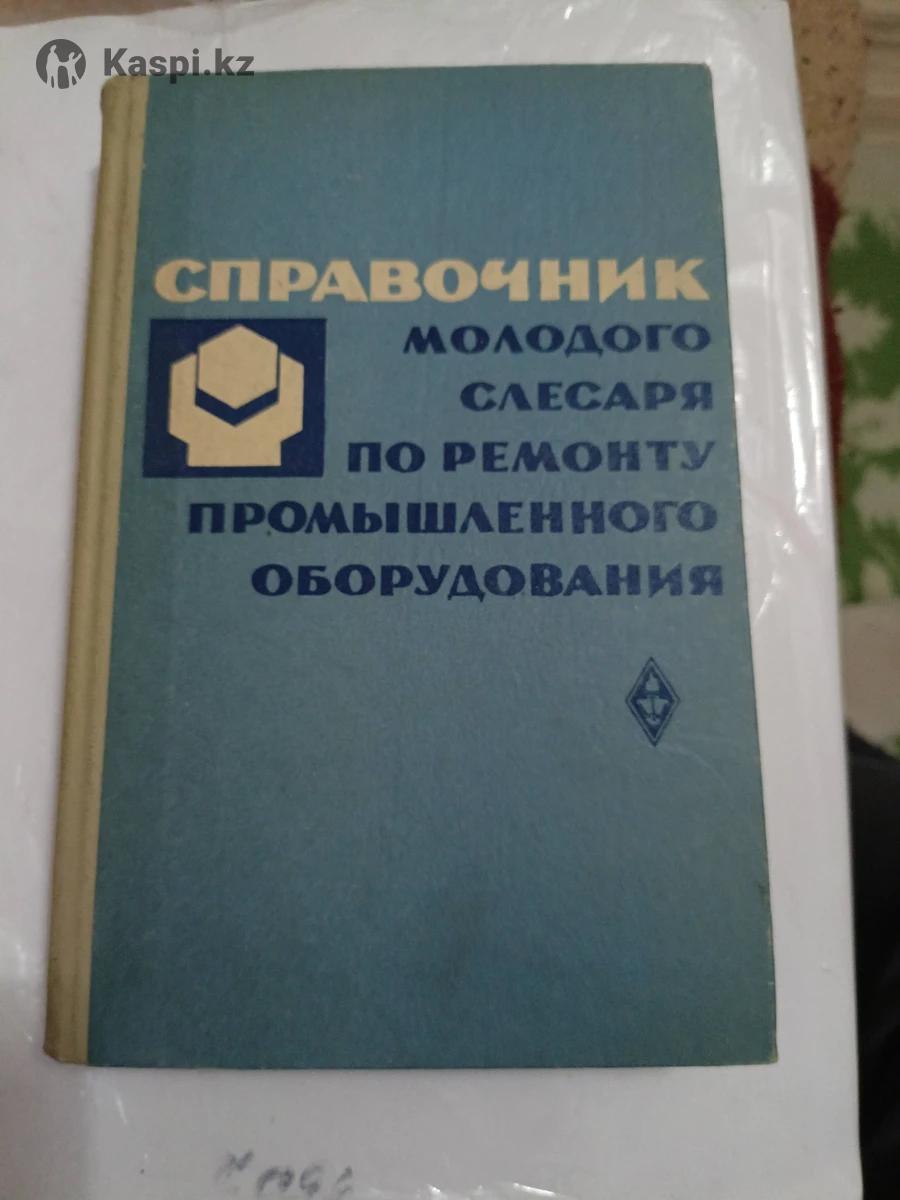 Kaspi.kz
СПРАВОЧНИК
МОЛОДОГО
СЛЕСАРЯ
ПО РЕМОНТУ
ПРОМЫШЛЕННОГО
ОБОРУДОВАНИЯ